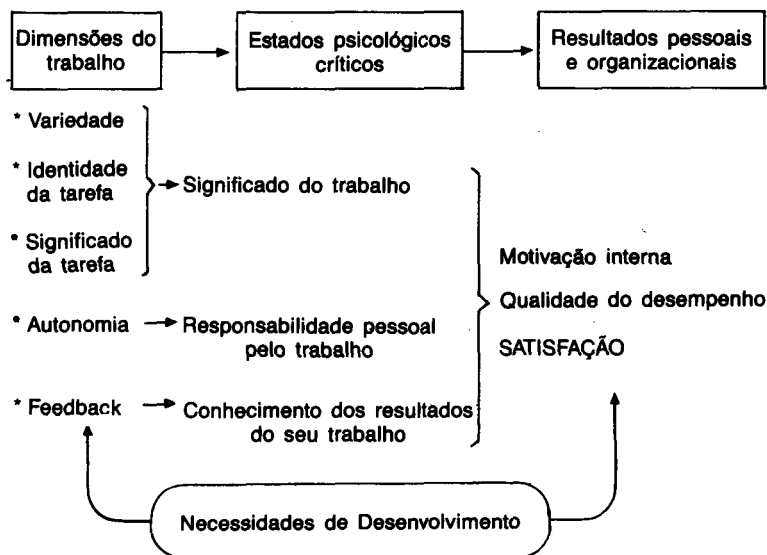 Dimensões do
trabalho
Estados psicológicos
críticos
Resultados pessoais
e organizacionais
* Variedade
* Identidade
da tarefa
* Significado
da tarefa
Significado do trabalho
* Autonomia
Responsabilidade pessoal
pelo trabalho
* Feedback
Conhecimento dos resultados
do seu trabalho
Motivação interna
Qualidade do desempenho
SATISFAÇÃO
Necessidades de Desenvolvimento